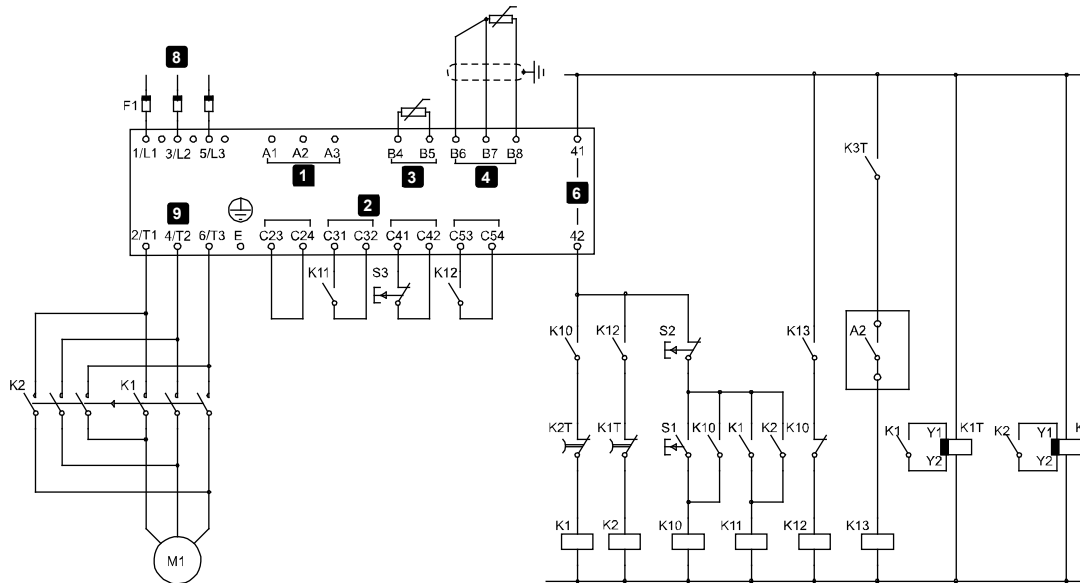 8
F1
1/L1 3/L2 5/L3 A1 A2 A3 B4 B5 B6 B7 B8 41
1 3 4
6
2
9
2/T1 4/T2 6/T3 E C23 C24 C31 C32 C41 C42 C53 C54 42
K11 S3 K12
K3T
K10 K12 S2 K13 A2
K2 K1
K2T K1T S1 K10 K1 K2 K10 K1 Y1 K1T K2 Y1 K
Y2 Y2
K1 K2 K10 K11 K12 K13
M1